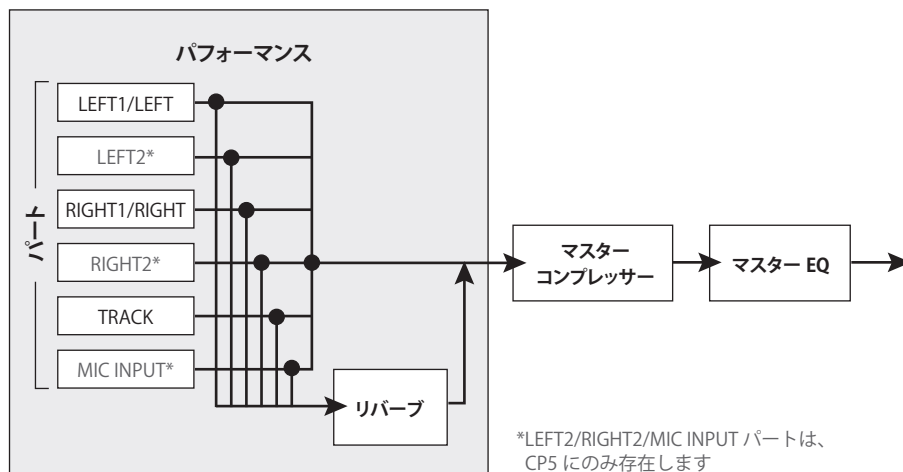 パフォーマンス
パート
LEFT1/LEFT
LEFT2*
RIGHT1/RIGHT
RIGHT2*
TRACK
MIC INPUT*
リバーブ
マスター
コンプレッサー
マスター EQ
*LEFT2/RIGHT2/MIC INPUT パートは、
CP5 にのみ存在します